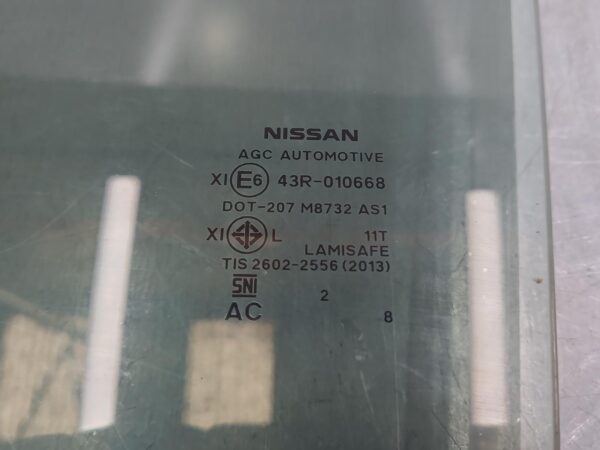 NISSAN
AGC AUTOMOTIVE
XI E6 43R-010668
DOT-207 M8732 AS1
XI L 11T
LAMISAFE
TIS 2602-2556 (2013)
SNI
2
AC
8